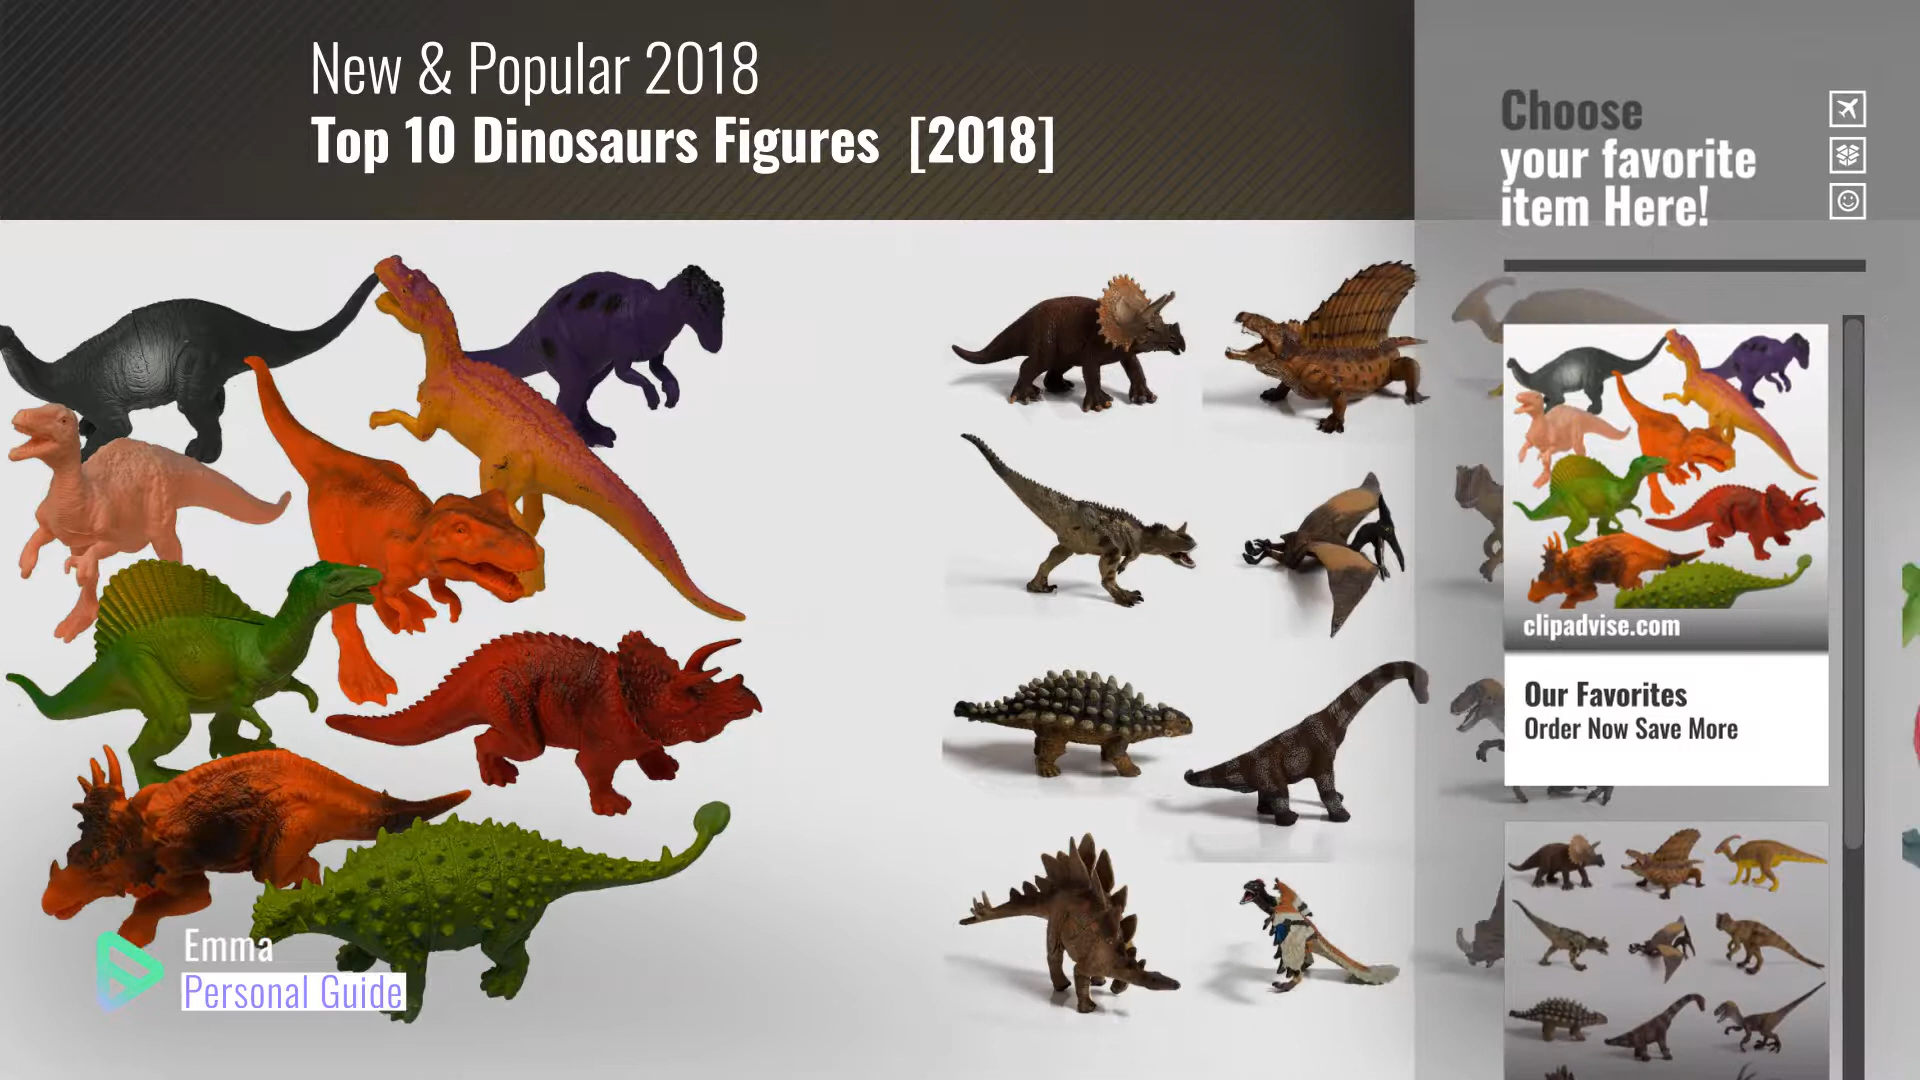 New & Popular 2018
Top 10 Dinosaurs Figures [2018]
Choose
your favorite
item Here!
clipadvise.com
Our Favorites
Order Now Save More
Emma
Personal Guide